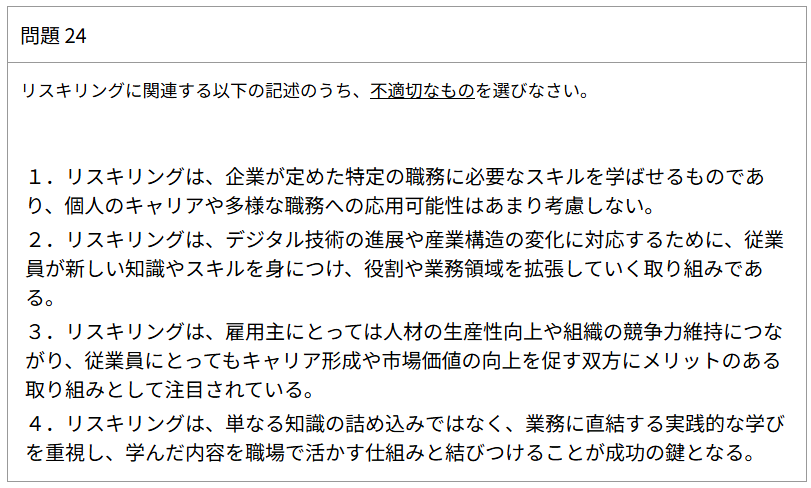 問題 24
リスキリングに関連する以下の記述のうち、不適切なものを選びなさい。
１．リスキリングは、企業が定めた特定の職務に必要なスキルを学ばせるものであ
り、個人のキャリアや多様な職務への応用可能性はあまり考慮しない。
２．リスキリングは、デジタル技術の進展や産業構造の変化に対応するために、従業
員が新しい知識やスキルを身につけ、役割や業務領域を拡張していく取り組みであ
る。
３．リスキリングは、雇用主にとっては人材の生産性向上や組織の競争力維持につな
がり、従業員にとってもキャリア形成や市場価値の向上を促す双方にメリットのある
取り組みとして注目されている。
４．リスキリングは、単なる知識の詰め込みではなく、業務に直結する実践的な学び
を重視し、学んだ内容を職場で活かす仕組みと結びつけることが成功の鍵となる。